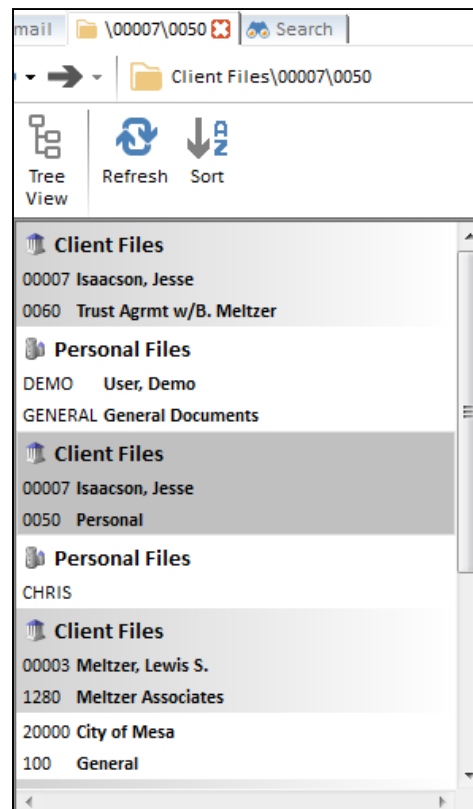 mail \00007\0050 Search
Client Files\00007\0050
Tree View Refresh Sort
Client Files
00007 Isaacson, Jesse
0060 Trust Agrmt w/B. Meltzer
Personal Files
DEMO User, Demo
GENERAL General Documents
Client Files
00007 Isaacson, Jesse
0050 Personal
Personal Files
CHRIS
Client Files
00003 Meltzer, Lewis S.
1280 Meltzer Associates
20000 City of Mesa
100 General